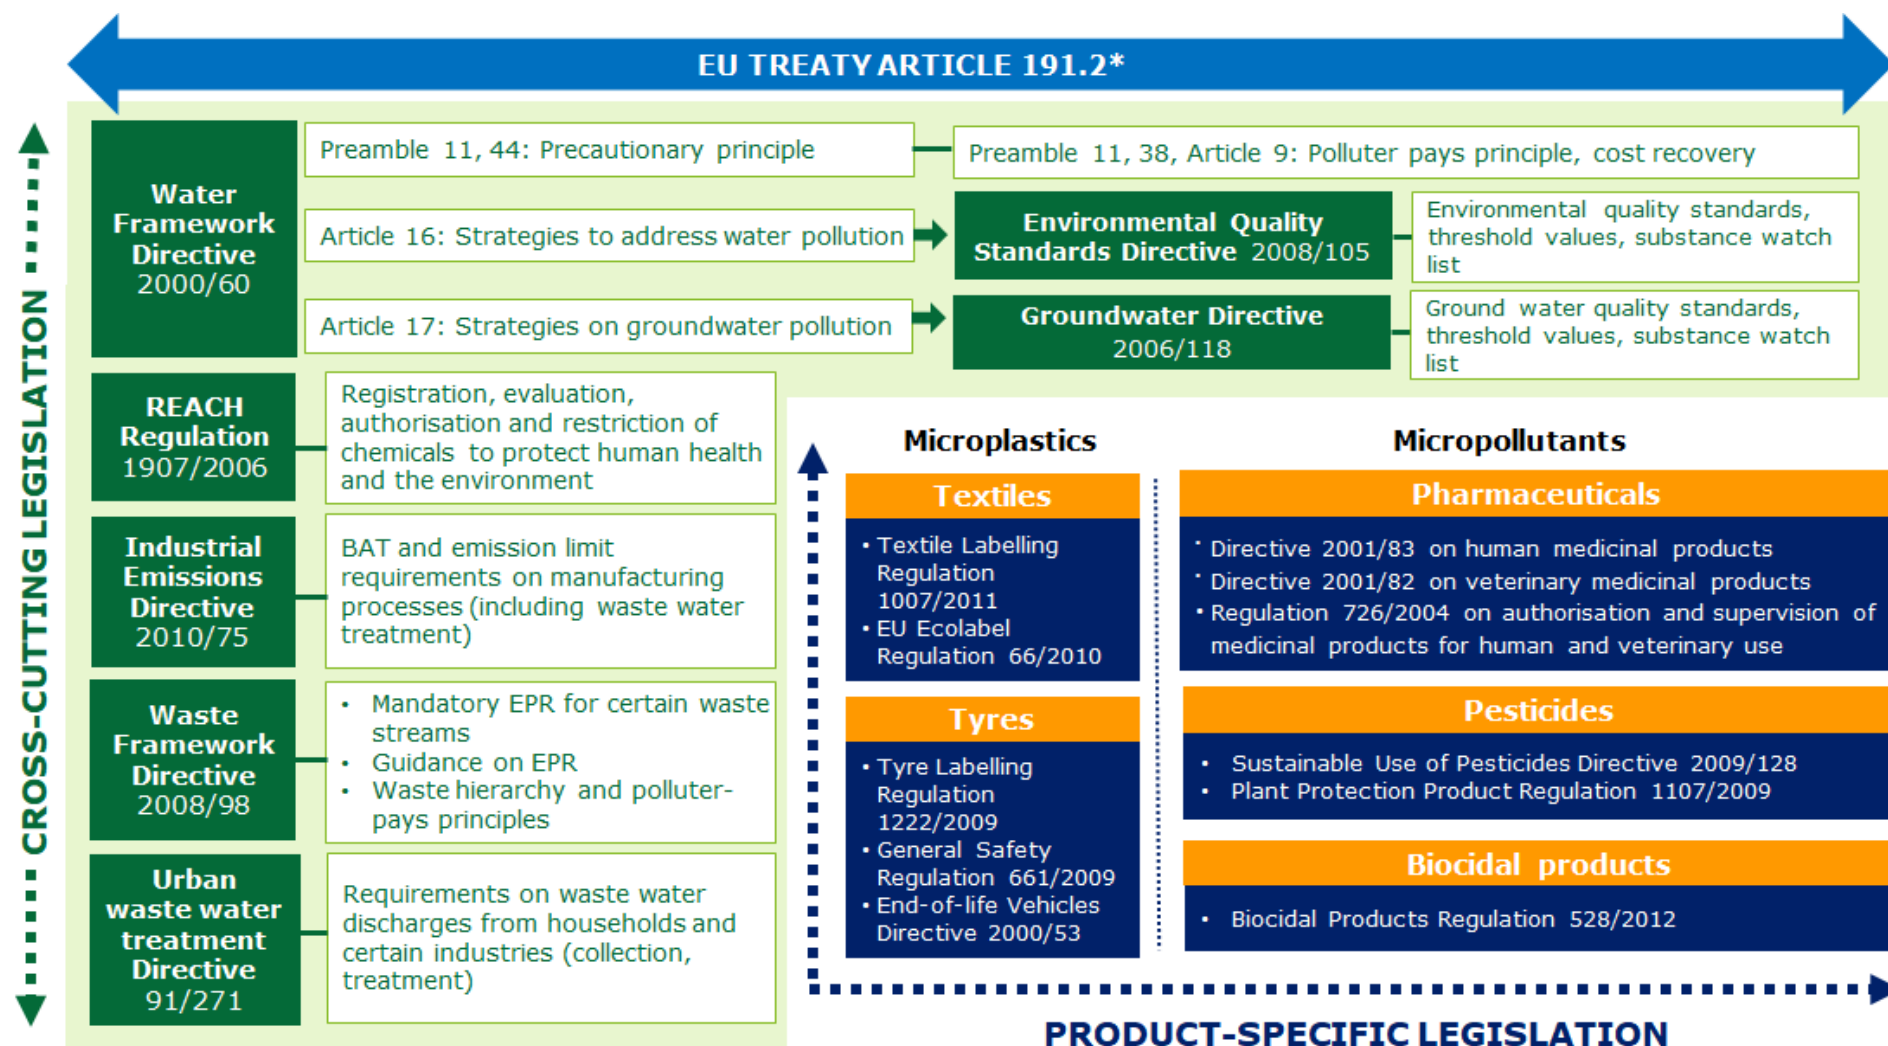 EU TREATY ARTICLE 191.2*
CROSS-CUTTING LEGISLATION
Water
Framework
Directive
2000/60
Preamble 11, 44: Precautionary principle
Preamble 11, 38, Article 9: Polluter pays principle, cost recovery
Article 16: Strategies to address water pollution
Environmental Quality
Standards Directive 2008/105
Environmental quality standards,
threshold values, substance watch
list
Article 17: Strategies on groundwater pollution
Groundwater Directive
2006/118
Ground water quality standards,
threshold values, substance watch
list
REACH
Regulation
1907/2006
Registration, evaluation,
authorisation and restriction of
chemicals to protect human health
and the environment
Industrial
Emissions
Directive
2010/75
BAT and emission limit
requirements on manufacturing
processes (including waste water
treatment)
Waste
Framework
Directive
2008/98
• Mandatory EPR for certain waste
streams
• Guidance on EPR
• Waste hierarchy and polluter-
pays principles
Urban
waste water
treatment
Directive
91/271
Requirements on waste water
discharges from households and
certain industries (collection,
treatment)
Microplastics
Textiles
• Textile Labelling
Regulation
1007/2011
• EU Ecolabel
Regulation 66/2010
Tyres
• Tyre Labelling
Regulation
1222/2009
• General Safety
Regulation 661/2009
• End-of-life Vehicles
Directive 2000/53
Micropollutants
Pharmaceuticals
• Directive 2001/83 on human medicinal products
• Directive 2001/82 on veterinary medicinal products
• Regulation 726/2004 on authorisation and supervision of
medicinal products for human and veterinary use
Pesticides
• Sustainable Use of Pesticides Directive 2009/128
• Plant Protection Product Regulation 1107/2009
Biocidal products
• Biocidal Products Regulation 528/2012
PRODUCT-SPECIFIC LEGISLATION